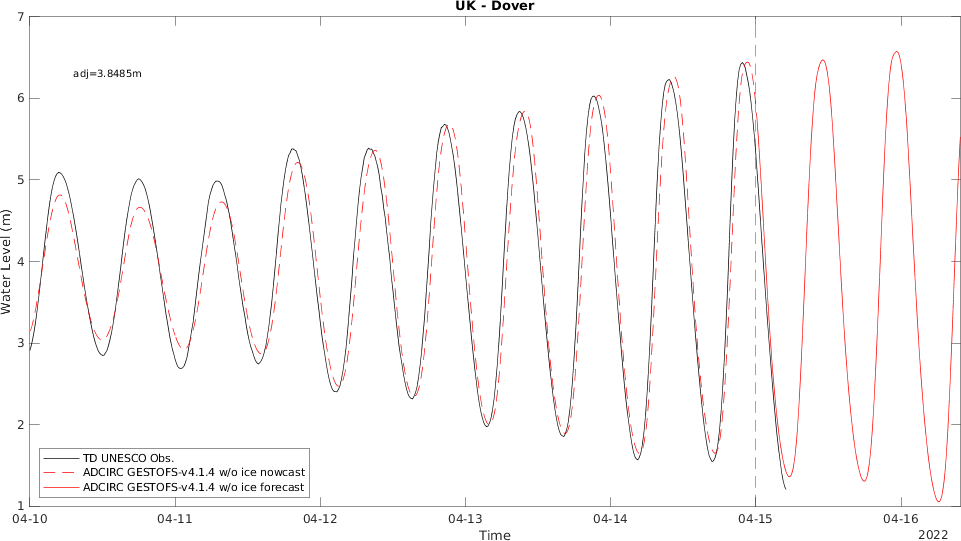 UK - Dover
7
adj=3.8485m
6
5
4
3
2
1
Water Level (m)
TD UNESCO Obs.
ADCIRC GESTOFS-v4.1.4 w/o ice nowcast
ADCIRC GESTOFS-v4.1.4 w/o ice forecast
04-10 04-11 04-12 04-13 04-14 04-15 04-16
Time
2022